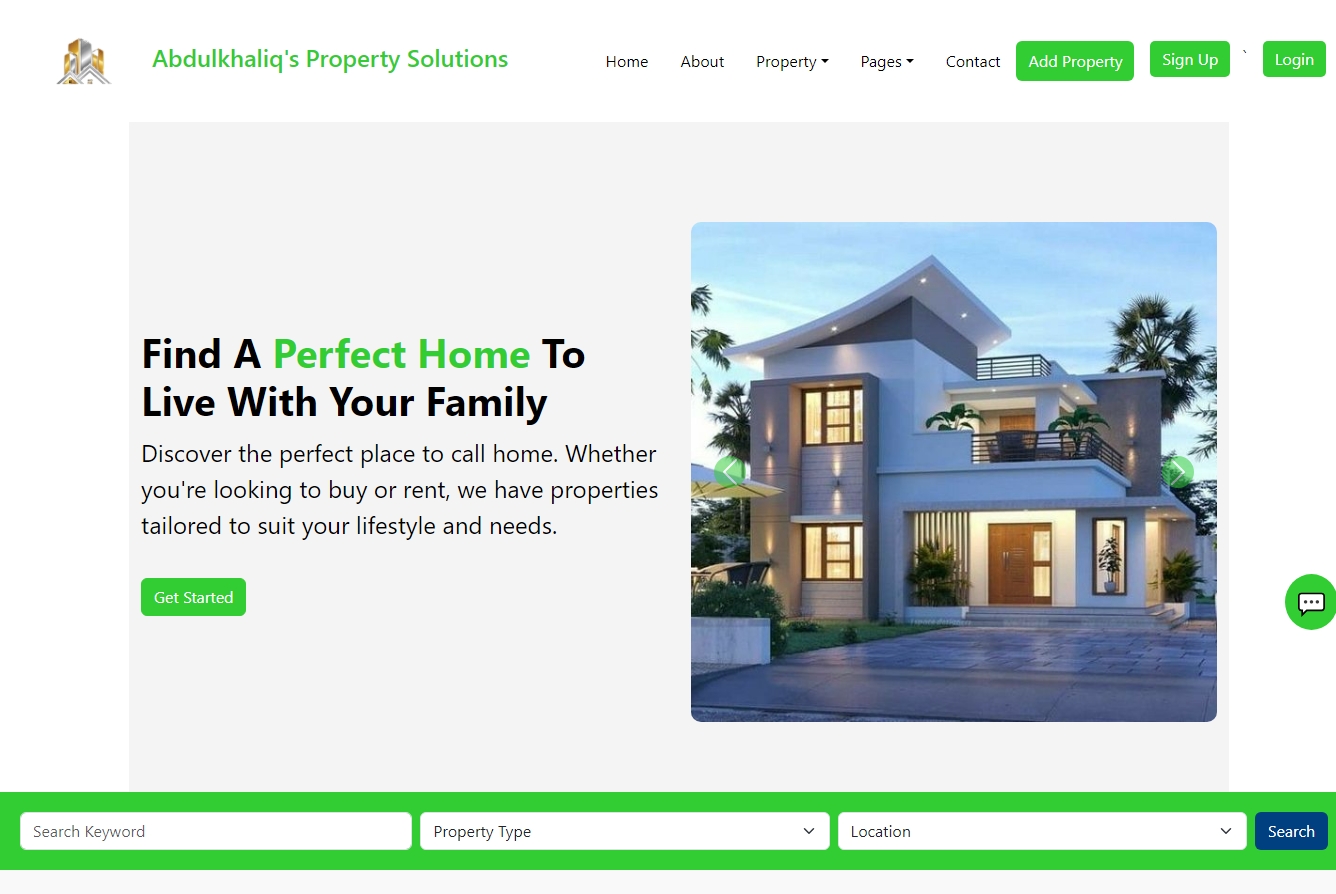 Abdulkhaliq's Property Solutions
Home About Property Pages Contact Add Property Sign Up ` Login
Find A Perfect Home To
Live With Your Family
Discover the perfect place to call home. Whether
you're looking to buy or rent, we have properties
tailored to suit your lifestyle and needs.
Get Started
Search Keyword Property Type Location Search